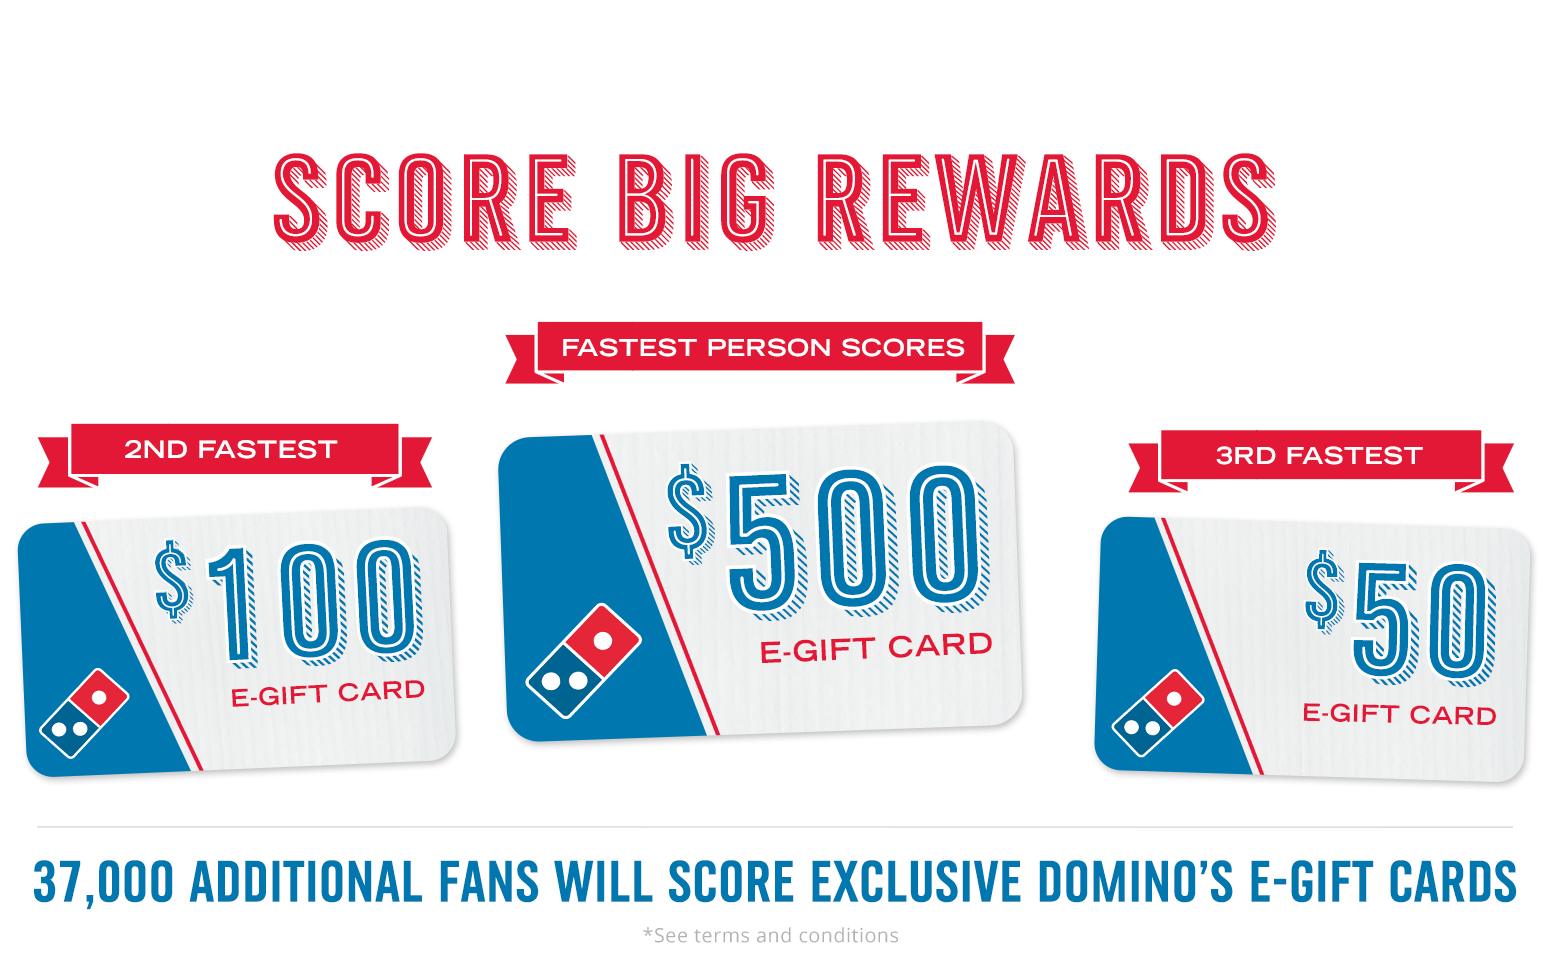 SCORE BIG REWARDS
FASTEST PERSON SCORES
$500
E-GIFT CARD
2ND FASTEST
$100
E-GIFT CARD
3RD FASTEST
$50
E-GIFT CARD
37,000 ADDITIONAL FANS WILL SCORE EXCLUSIVE DOMINO'S E-GIFT CARDS
*See terms and conditions